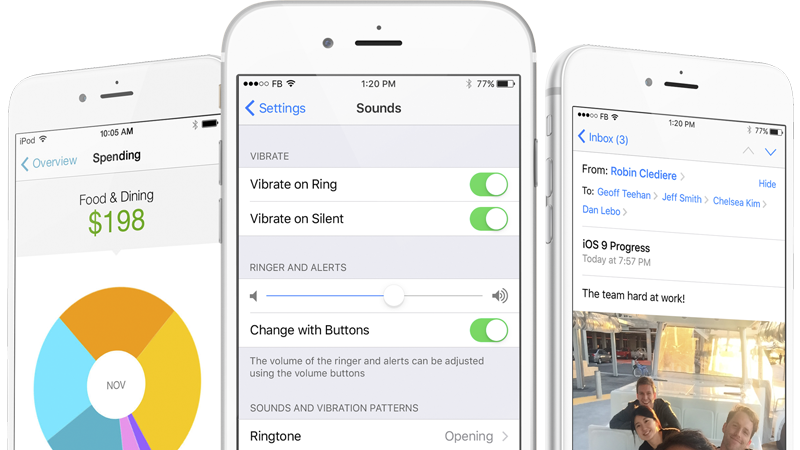 iPod
10:05 AM
Overview
Spending
Food & Dining
$198
NOV
FB
1:20 PM
77%
Settings
Sounds
VIBRATE
Vibrate on Ring
Vibrate on Silent
RINGER AND ALERTS
Change with Buttons
The volume of the ringer and alerts can be adjusted
using the volume buttons
SOUNDS AND VIBRATION PATTERNS
Ringtone
Opening
FB
1:20 PM
77%
Inbox (3)
From: Robin Clediere
Hide
To: Geoff Teehan Jeff Smith Chelsea Kim
Dan Lebo
iOS 9 Progress
Today at 7:57 PM
The team hard at work!